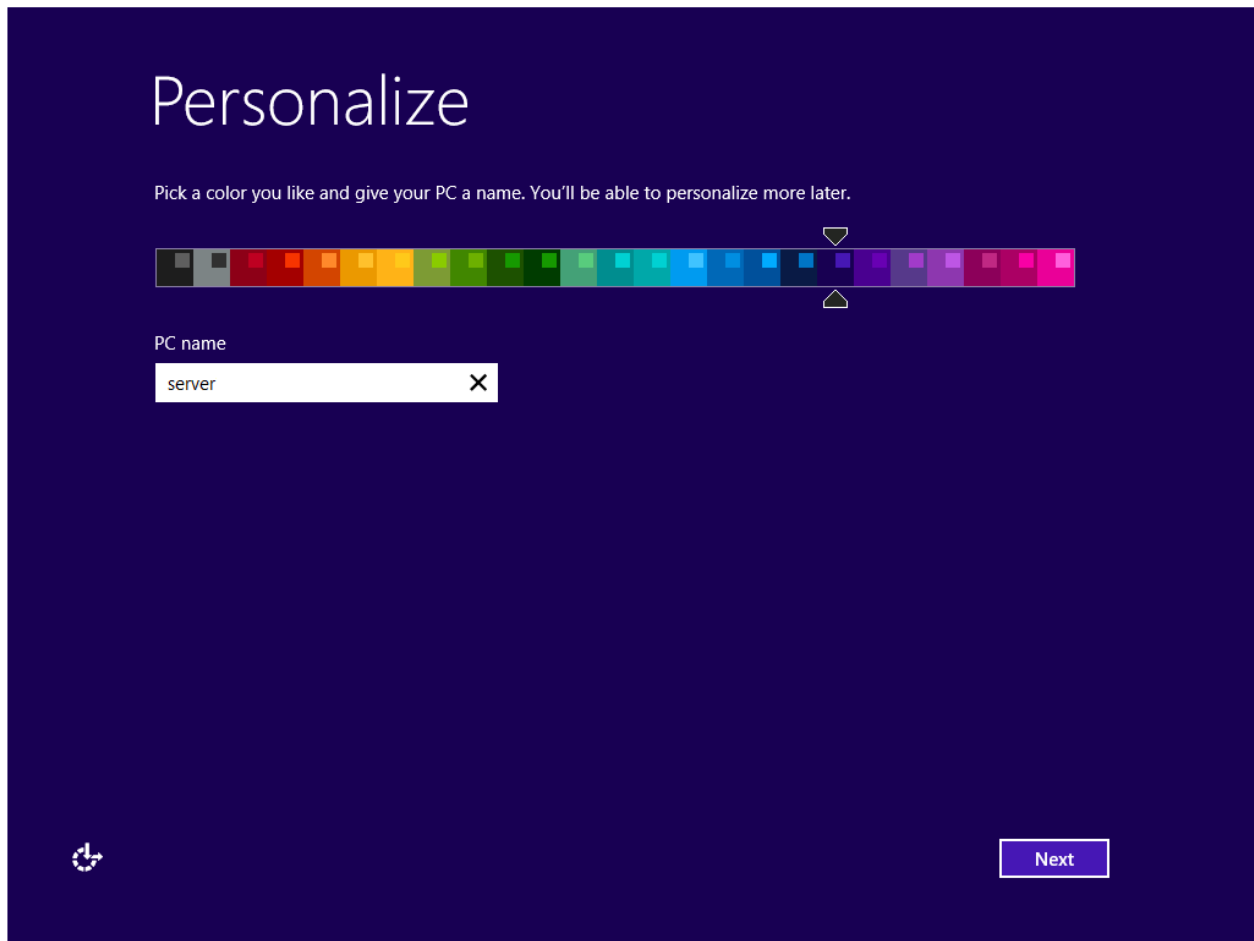 Personalize
Pick a color you like and give your PC a name. You'll be able to personalize more later.
PC name
server
Next